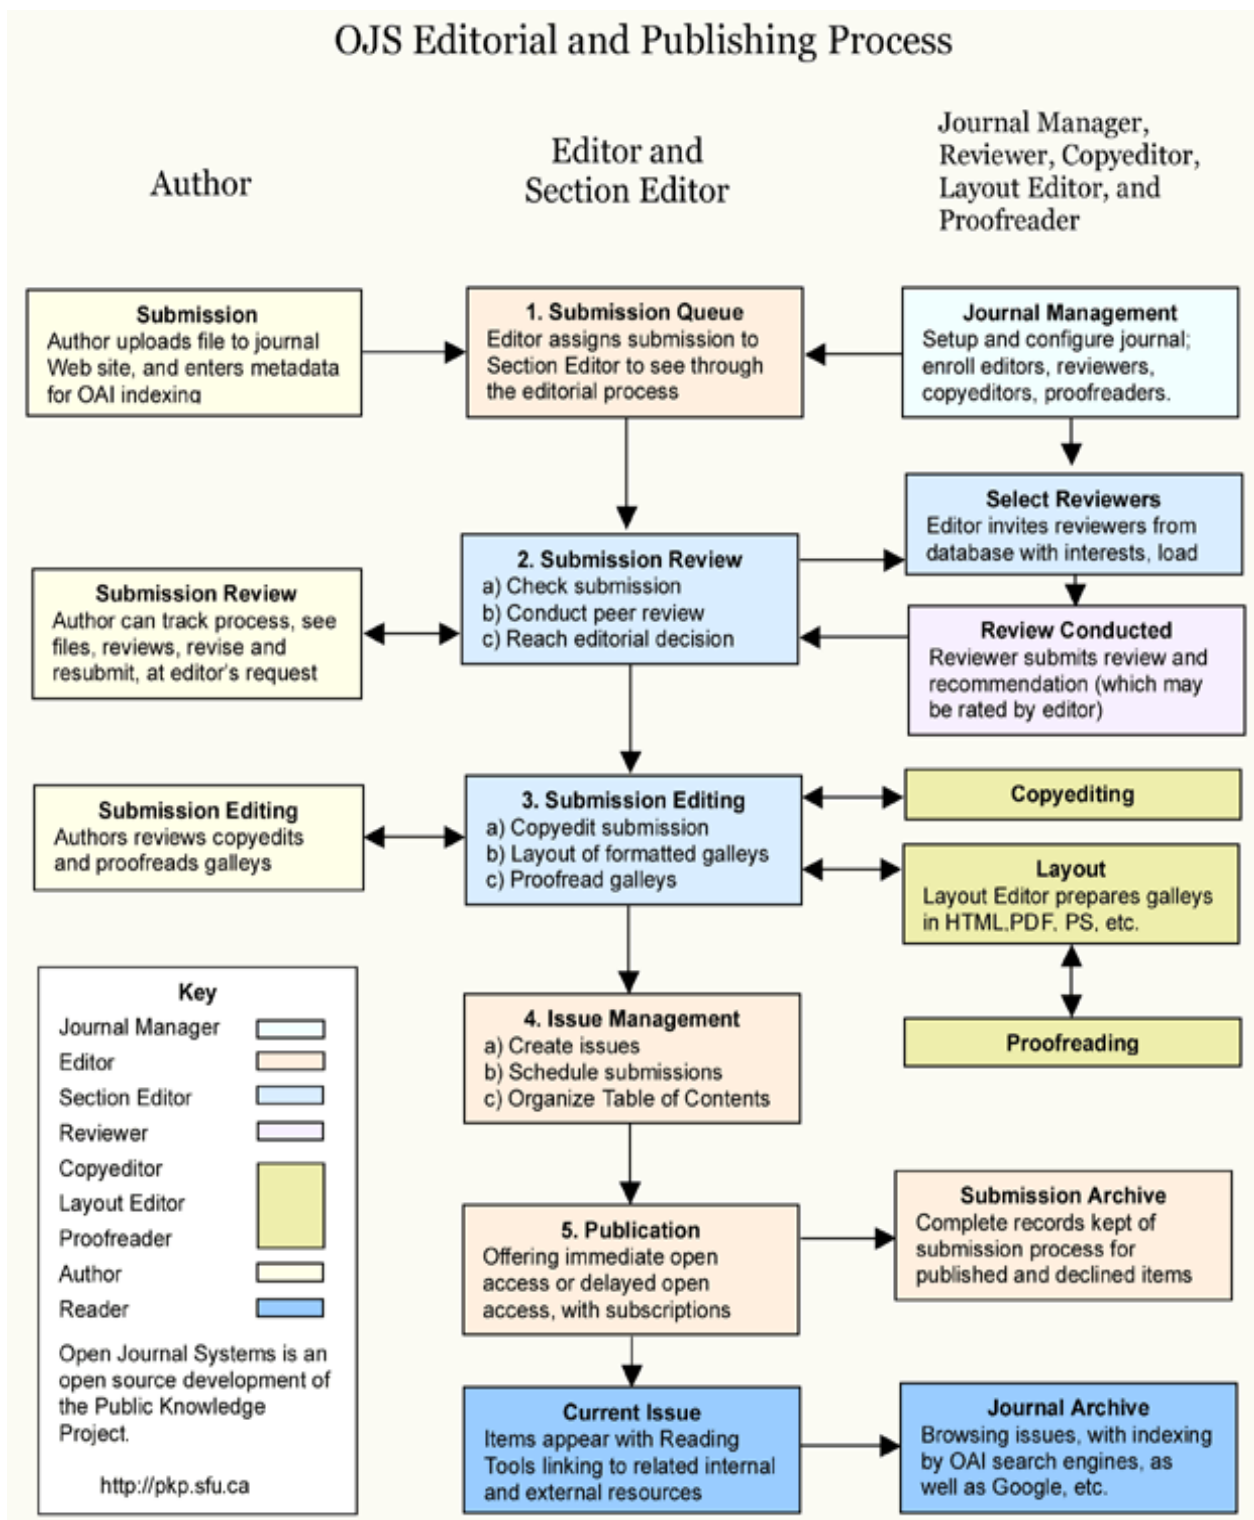 OJS Editorial and Publishing Process
Author
Editor and
Section Editor
Journal Manager,
Reviewer, Copyeditor,
Layout Editor, and
Proofreader
Submission
Author uploads file to journal
Web site, and enters metadata
for OAI indexing
1. Submission Queue
Editor assigns submission to
Section Editor to see through
the editorial process
Journal Management
Setup and configure journal;
enroll editors, reviewers,
copyeditors, proofreaders.
Select Reviewers
Editor invites reviewers from
database with interests, load
Submission Review
Author can track process, see
files, reviews, revise and
resubmit, at editor's request
2. Submission Review
a) Check submission
b) Conduct peer review
c) Reach editorial decision
Review Conducted
Reviewer submits review and
recommendation (which may
be rated by editor)
Submission Editing
Authors reviews copyedits
and proofreads galleys
3. Submission Editing
a) Copyedit submission
b) Layout of formatted galleys
c) Proofread galleys
Copyediting
Layout
Layout Editor prepares galleys
in HTML,PDF, PS, etc.
Proofreading
Key
Journal Manager
Editor
Section Editor
Reviewer
Copyeditor
Layout Editor
Proofreader
Author
Reader
Open Journal Systems is an
open source development of
the Public Knowledge
Project.
http://pkp.sfu.ca
4. Issue Management
a) Create issues
b) Schedule submissions
c) Organize Table of Contents
5. Publication
Offering immediate open
access or delayed open
access, with subscriptions
Submission Archive
Complete records kept of
submission process for
published and declined items
Current Issue
Items appear with Reading
Tools linking to related internal
and external resources
Journal Archive
Browsing issues, with indexing
by OAI search engines, as
well as Google, etc.